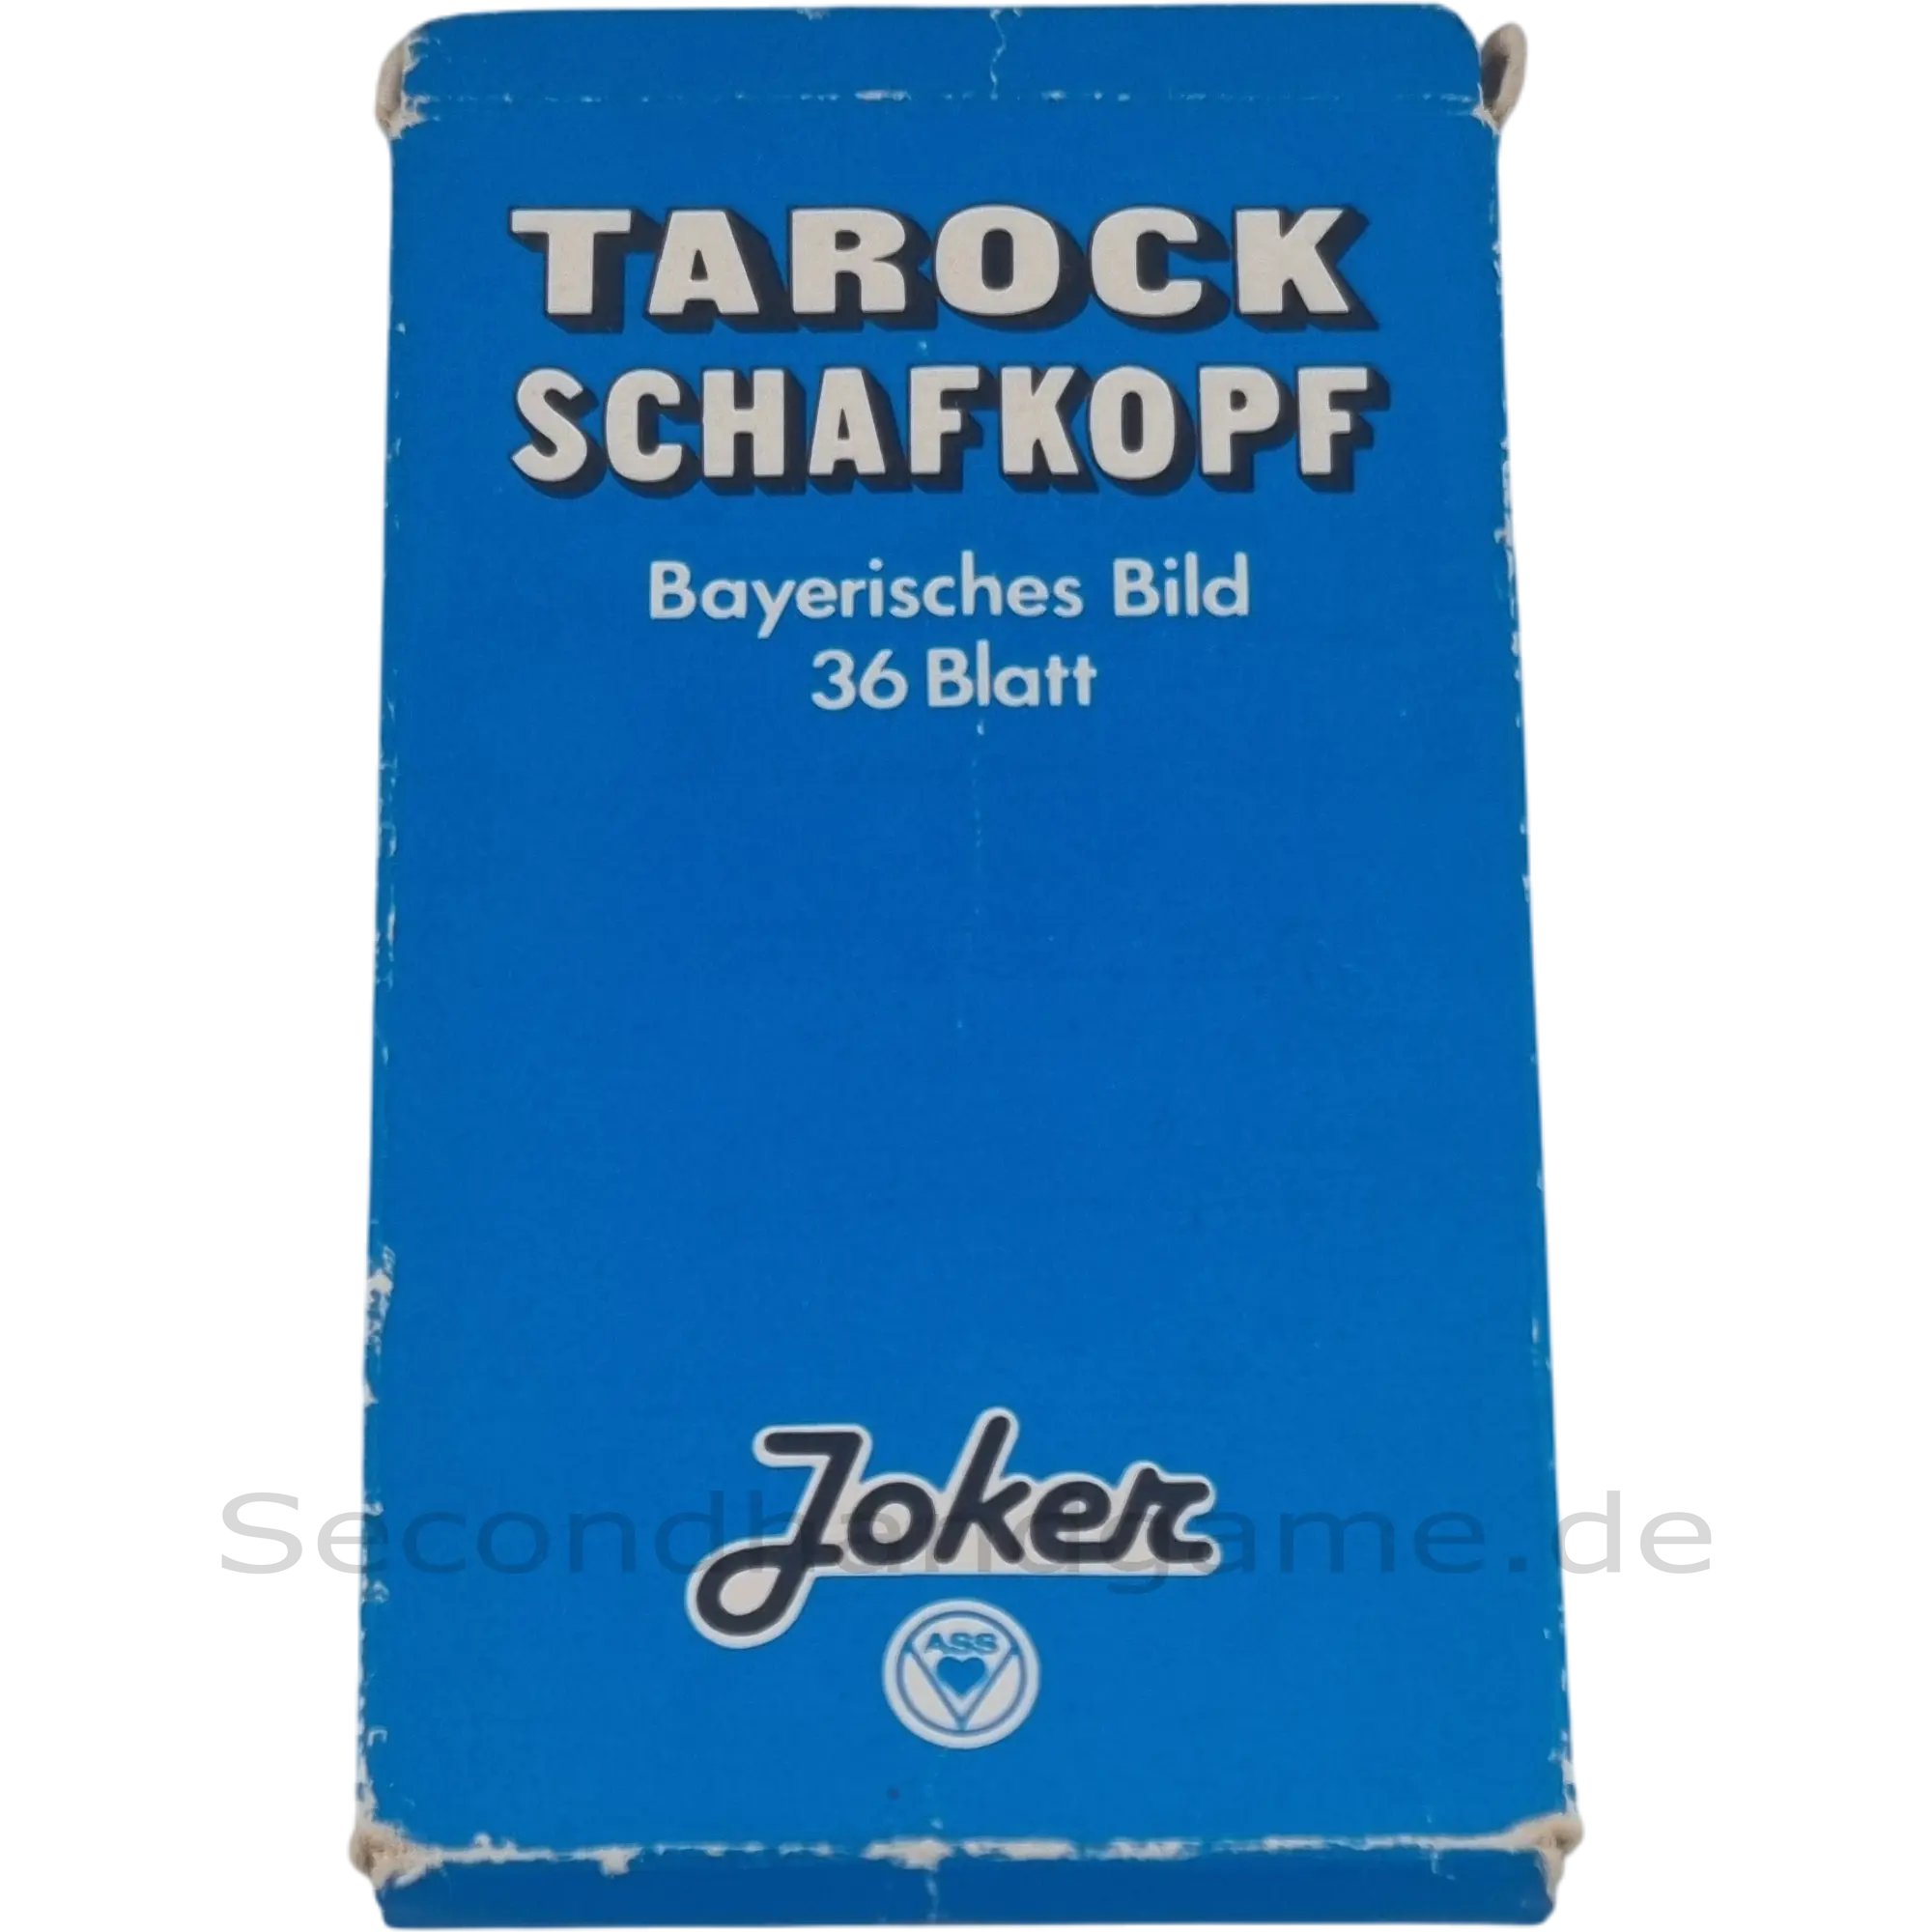 TAROCK
SCHAFKOPF
Bayerisches Bild
36 Blatt
Joker
Secondhandgame.de
ASS